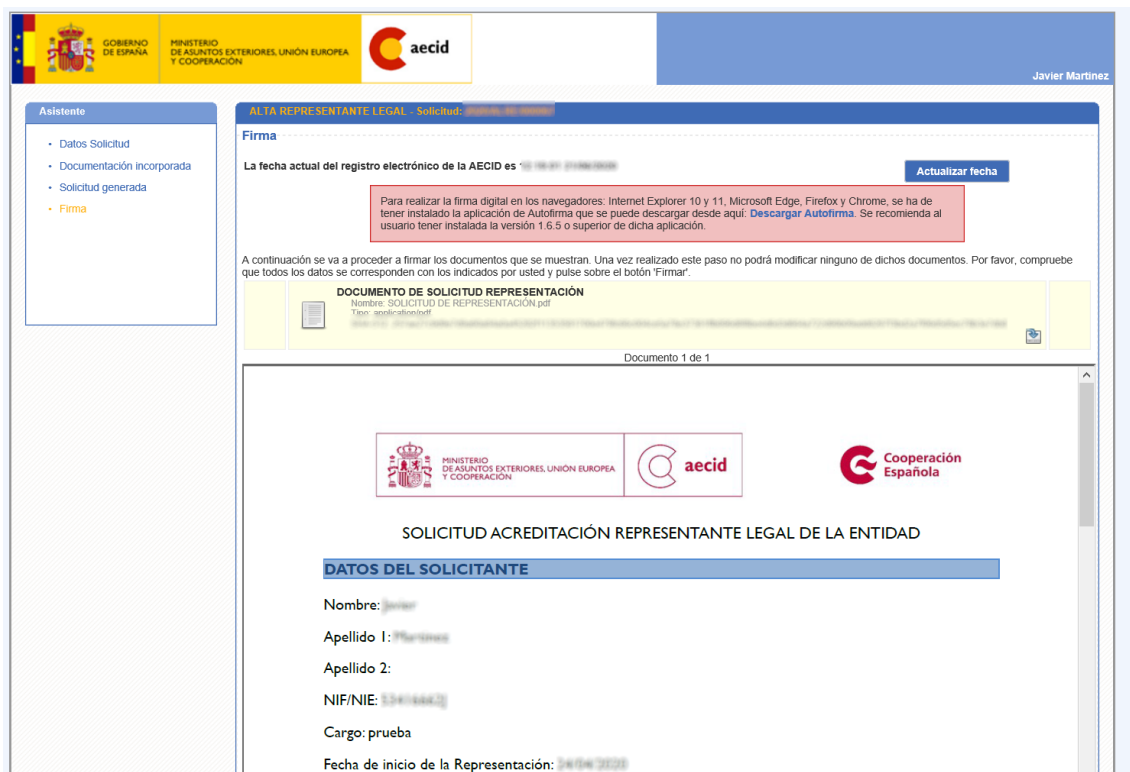 GOBIERNO
DE ESPAÑA
MINISTERIO
DE ASUNTOS EXTERIORES, UNIÓN EUROPEA
Y COOPERACIÓN
aecid
Javier Martinez
Asistente
• Datos Solicitud
• Documentación incorporada
• Solicitud generada
• Firma
ALTA REPRESENTANTE LEGAL - Solicitud:
Firma
La fecha actual del registro electrónico de la AECID es
Actualizar fecha
Para realizar la firma digital en los navegadores: Internet Explorer 10 y 11, Microsoft Edge, Firefox y Chrome, se ha de
tener instalado la aplicación de Autofirma que se puede descargar desde aquí: Descargar Autofirma. Se recomienda al
usuario tener instalada la versión 1.6.5 o superior de dicha aplicación.
A continuación se va a proceder a firmar los documentos que se muestran. Una vez realizado este paso no podrá modificar ninguno de dichos documentos. Por favor, compruebe
que todos los datos se corresponden con los indicados por usted y pulse sobre el botón 'Firmar'.
DOCUMENTO DE SOLICITUD REPRESENTACIÓN
Nombre: SOLICITUD DE REPRESENTACIÓN.pdf
Tipo: application/pdf
Documento 1 de 1
MINISTERIO
DE ASUNTOS EXTERIORES, UNIÓN EUROPEA
Y COOPERACIÓN
aecid
Cooperación
Española
SOLICITUD ACREDITACIÓN REPRESENTANTE LEGAL DE LA ENTIDAD
DATOS DEL SOLICITANTE
Nombre:
Apellido 1:
Apellido 2:
NIF/NIE:
Cargo: prueba
Fecha de inicio de la Representación: